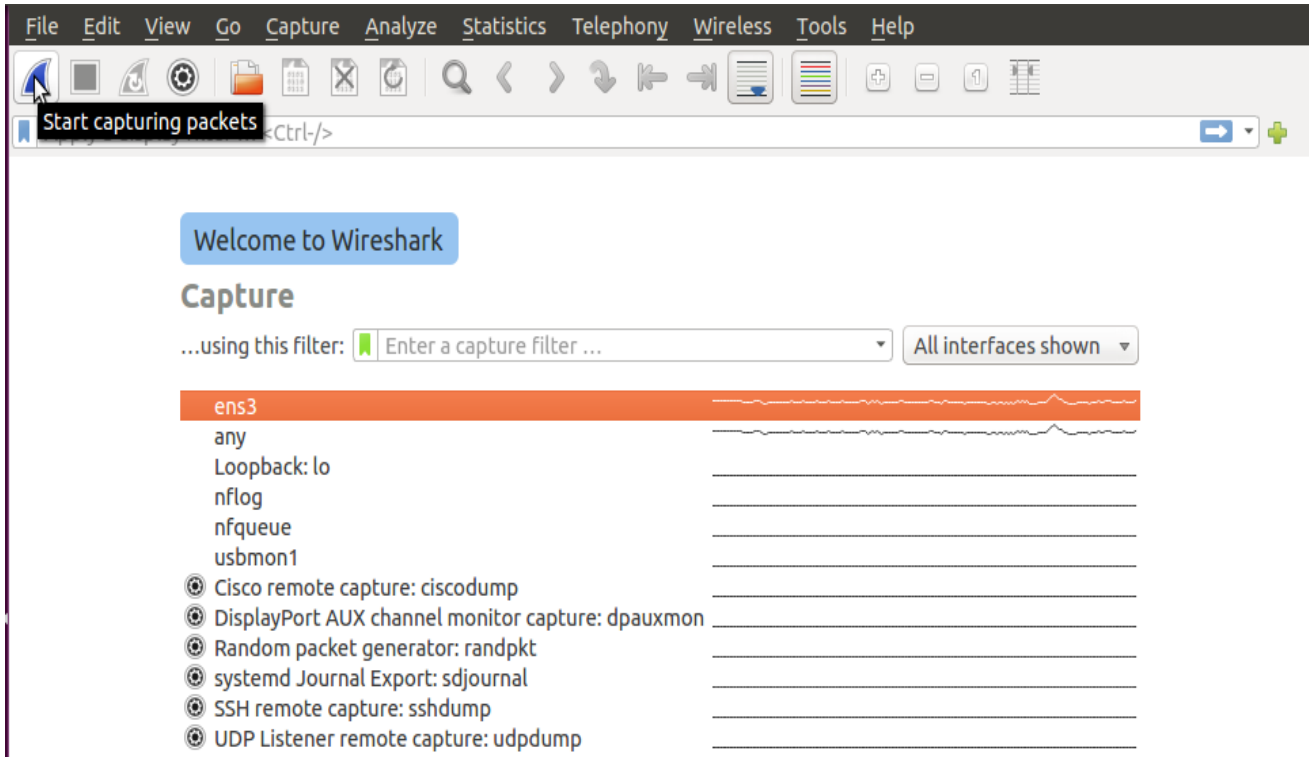 File Edit View Go Capture Analyze Statistics Telephony Wireless Tools Help
Start capturing packets
<Ctrl-/>
Welcome to Wireshark
Capture
...using this filter: Enter a capture filter ... All interfaces shown
ens3
any
Loopback: lo
nflog
nfqueue
usbmon1
Cisco remote capture: ciscodump
DisplayPort AUX channel monitor capture: dpauxmon
Random packet generator: randpkt
systemd Journal Export: sdjournal
SSH remote capture: sshdump
UDP Listener remote capture: udpdump